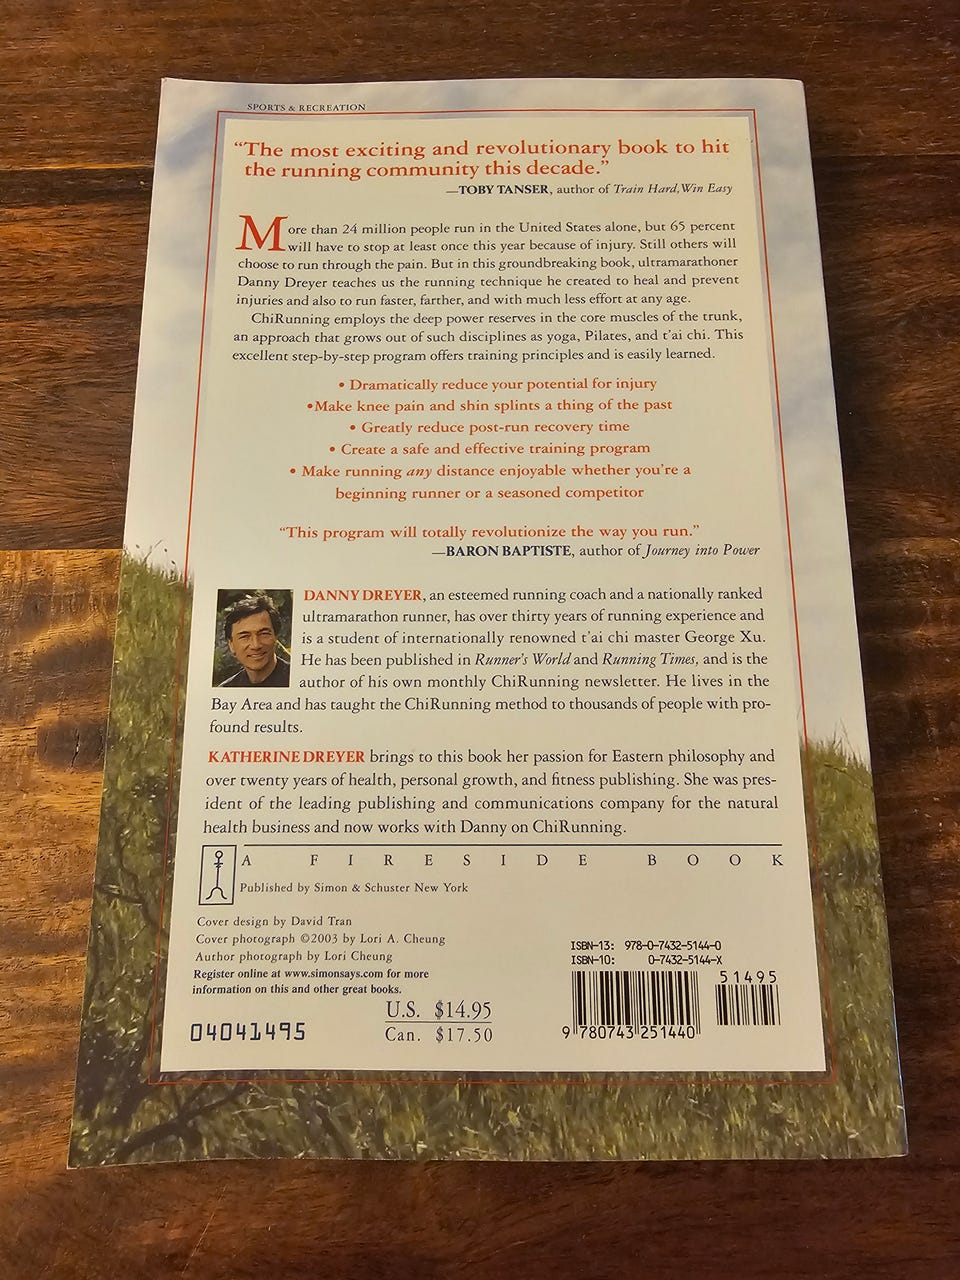 SPORTS & RECREATION
“The most exciting and revolutionary book to hit
the running community this decade.”
—TOBY TANSER, author of Train Hard, Win Easy
More than 24 million people run in the United States alone, but 65 percent
will have to stop at least once this year because of injury. Still others will
choose to run through the pain. But in this groundbreaking book, ultramarathoner
Danny Dreyer teaches us the running technique he created to heal and prevent
injuries and also to run faster, farther, and with much less effort at any age.
ChiRunning employs the deep power reserves in the core muscles of the trunk,
an approach that grows out of such disciplines as yoga, Pilates, and t’ai chi. This
excellent step-by-step program offers training principles and is easily learned.
• Dramatically reduce your potential for injury
•Make knee pain and shin splints a thing of the past
• Greatly reduce post-run recovery time
• Create a safe and effective training program
• Make running any distance enjoyable whether you’re a
beginning runner or a seasoned competitor
“This program will totally revolutionize the way you run.”
—BARON BAPTISTE, author of Journey into Power
DANNY DREYER, an esteemed running coach and a nationally ranked
ultramarathon runner, has over thirty years of running experience and
is a student of internationally renowned t’ai chi master George Xu.
He has been published in Runner’s World and Running Times, and is the
author of his own monthly ChiRunning newsletter. He lives in the
Bay Area and has taught the ChiRunning method to thousands of people with pro-
found results.
KATHERINE DREYER brings to this book her passion for Eastern philosophy and
over twenty years of health, personal growth, and fitness publishing. She was pres-
ident of the leading publishing and communications company for the natural
health business and now works with Danny on ChiRunning.
A FIRESIDE BOOK
Published by Simon & Schuster New York
Cover design by David Tran
Cover photograph ©2003 by Lori A. Cheung
Author photograph by Lori Cheung
Register online at www.simonsays.com for more
information on this and other great books.
U.S. $14.95
Can. $17.50
04041495
ISBN-13: 978-0-7432-5144-0
ISBN-10: 0-7432-5144-X
51495
9 780743 251440